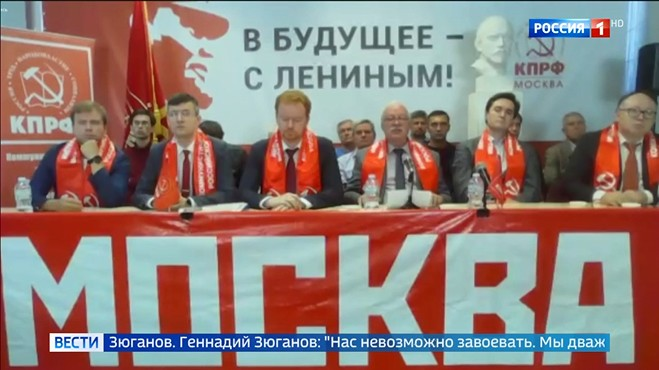 РОССИЯ 1 HD
В БУДУЩЕЕ –
С ЛЕНИНЫМ!
КПРФ
МОСКВА
КПРФ
МОСКВА
ВЕСТИ Зюганов. Геннадий Зюганов: "Нас невозможно завоевать. Мы дваж